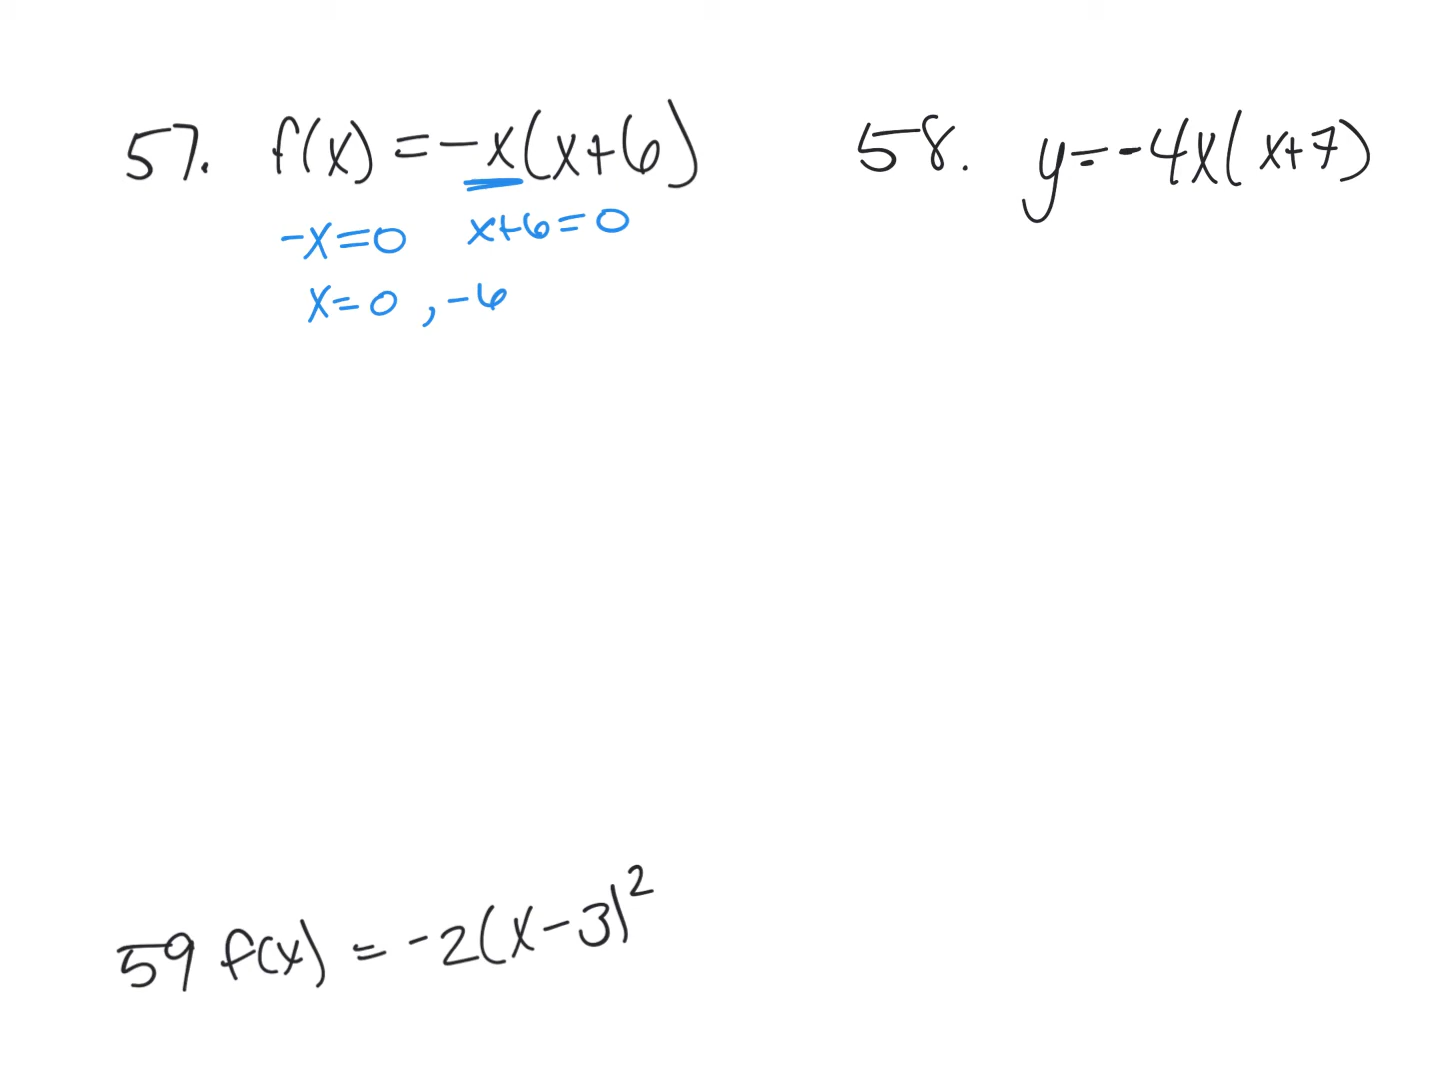 57. f(x) = -x(x+6)
-x=0 x+6=0
x=0, -6
58. y=-4x(x+7)
59 f(x) = -2(x-3)²